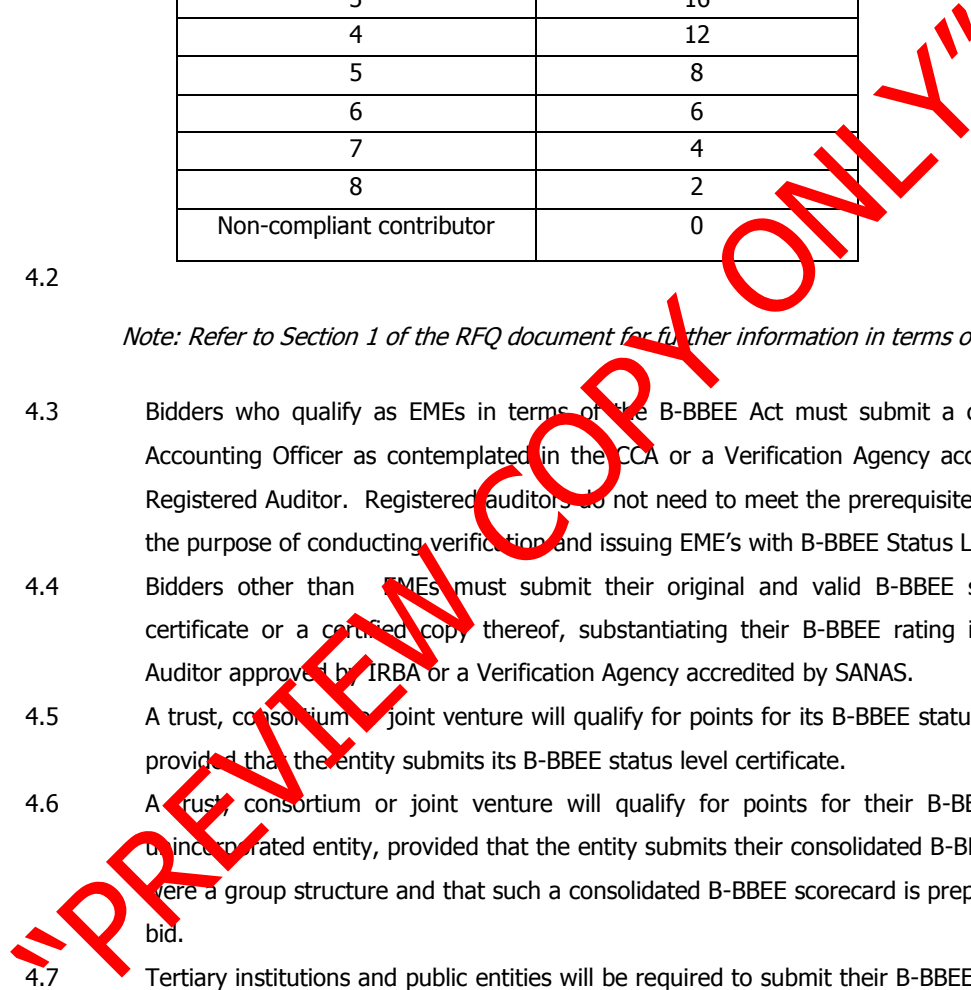 4 12
5 8
6 6
7 4
8 2
Non-compliant contributor 0
4.2
Note: Refer to Section 1 of the RFQ document for further information in terms
4.3 Bidders who qualify as EMEs in terms of the B-BBEE Act must submit a
Accounting Officer as contemplated in the CCA or a Verification Agency
Registered Auditor. Registered auditors do not need to meet the prerequisite
the purpose of conducting verification and issuing EME's with B-BBEE Status
4.4 Bidders other than EMEs must submit their original and valid B-BBEE
certificate or a certified copy thereof, substantiating their B-BBEE rating
Auditor approved by IRBA or a Verification Agency accredited by SANAS.
4.5 A trust, consortium or joint venture will qualify for points for its B-BBEE
provided that the entity submits its B-BBEE status level certificate.
4.6 A trust, consortium or joint venture will qualify for points for their
unincorporated entity, provided that the entity submits their consolidated
were a group structure and that such a consolidated B-BBEE scorecard is
bid.
4.7 Tertiary institutions and public entities will be required to submit their B-BBEE
"PREVIEW COPY ONLY"